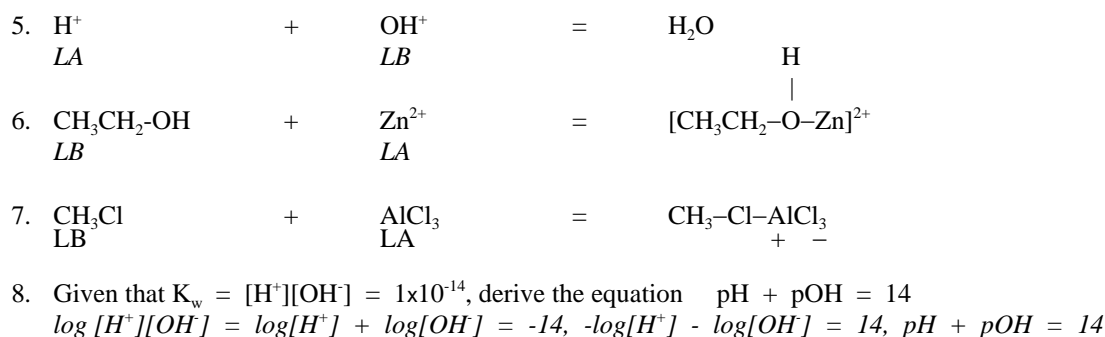 5. H⁺ + OH⁺ = H₂O
LA LB H
|
6. CH₃CH₂-OH + Zn²⁺ = [CH₃CH₂–O–Zn]²⁺
LB LA
7. CH₃Cl + AlCl₃ = CH₃–Cl–AlCl₃
LB LA + –
8. Given that K_w = [H⁺][OH⁻] = 1x10⁻¹⁴, derive the equation pH + pOH = 14
log [H⁺][OH⁻] = log[H⁺] + log[OH⁻] = -14, -log[H⁺] - log[OH⁻] = 14, pH + pOH = 14